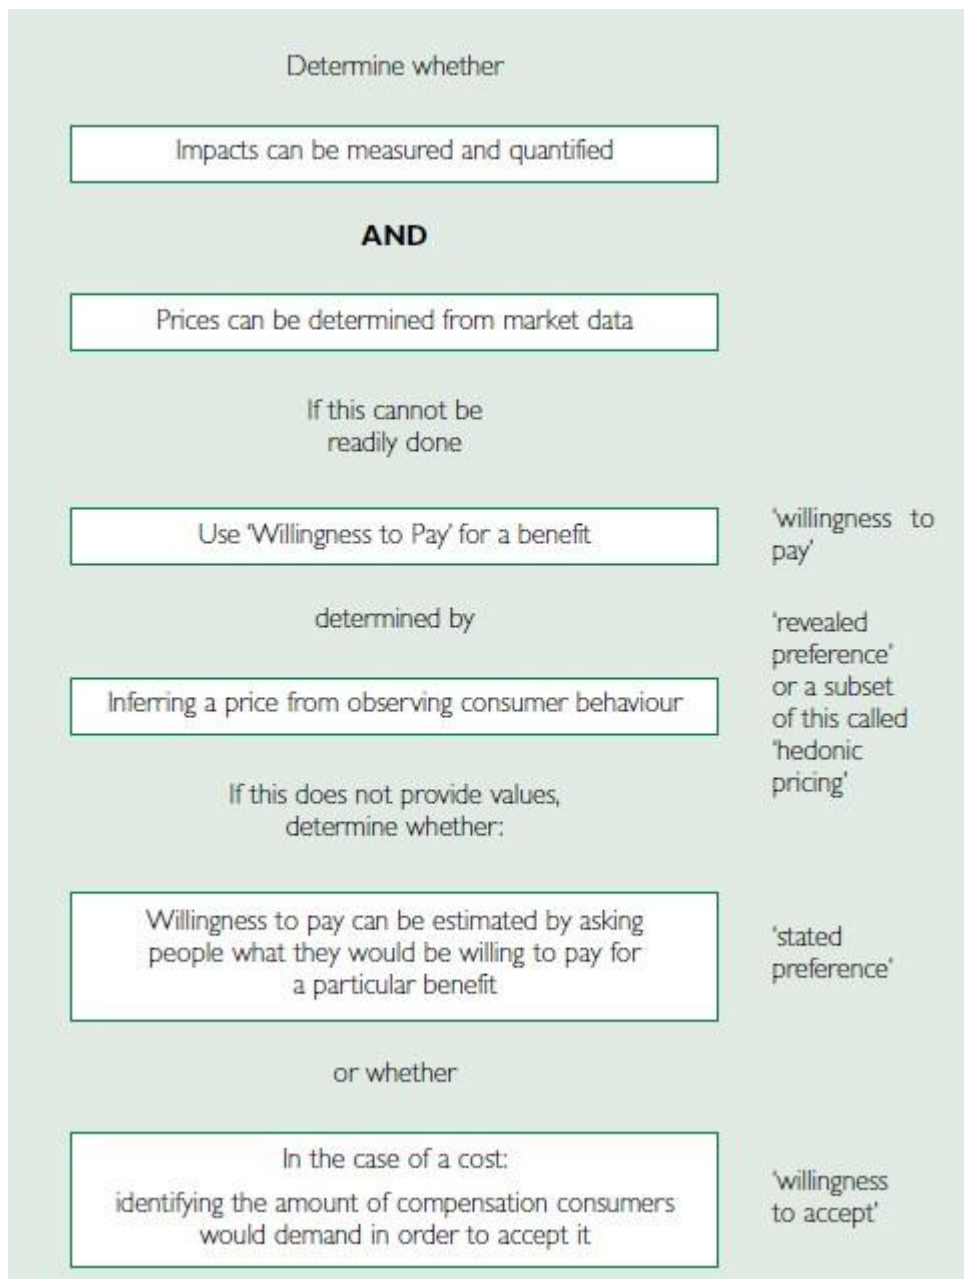 Determine whether
Impacts can be measured and quantified
AND
Prices can be determined from market data
If this cannot be
readily done
Use ‘Willingness to Pay’ for a benefit
‘willingness to
pay’
determined by
Inferring a price from observing consumer behaviour
‘revealed
preference’
or a subset
of this called
‘hedonic
pricing’
If this does not provide values,
determine whether:
Willingness to pay can be estimated by asking
people what they would be willing to pay for
a particular benefit
‘stated
preference’
or whether
In the case of a cost:
identifying the amount of compensation consumers
would demand in order to accept it
‘willingness
to accept’